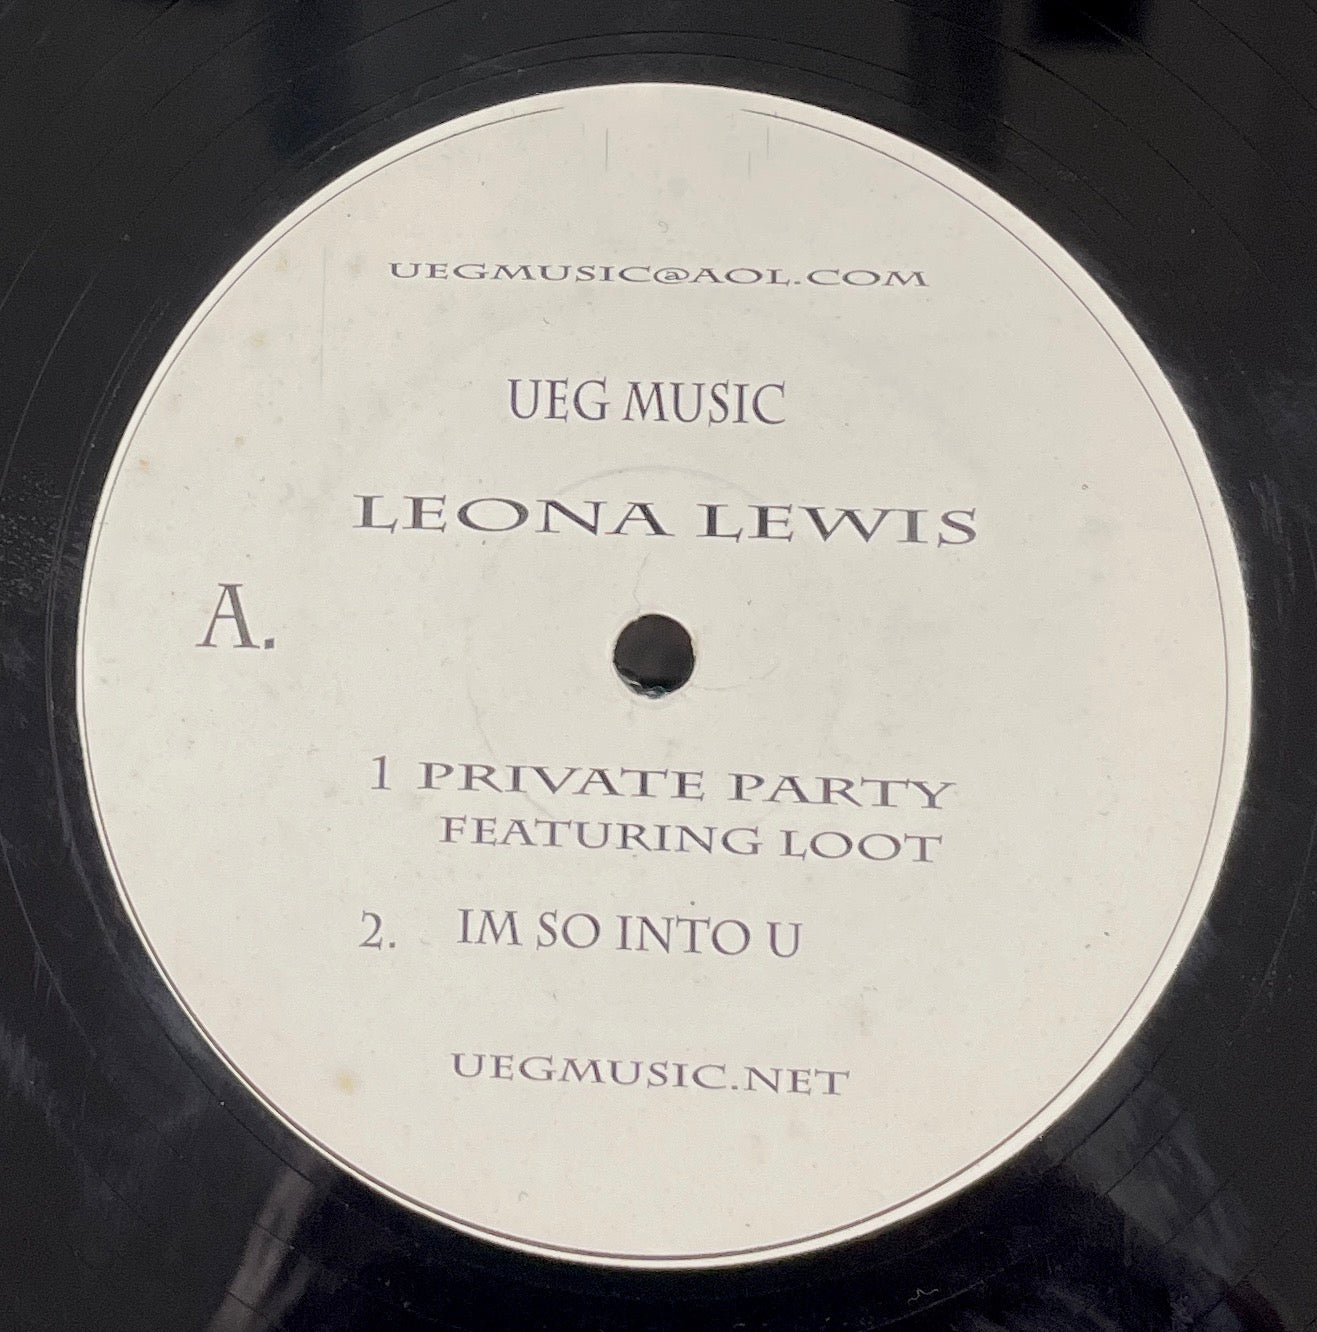 UEGMUSIC@AOL.COM
UEG MUSIC
LEONA LEWIS
A.
1 PRIVATE PARTY
FEATURING LOOT
2. IM SO INTO U
UEGMUSIC.NET